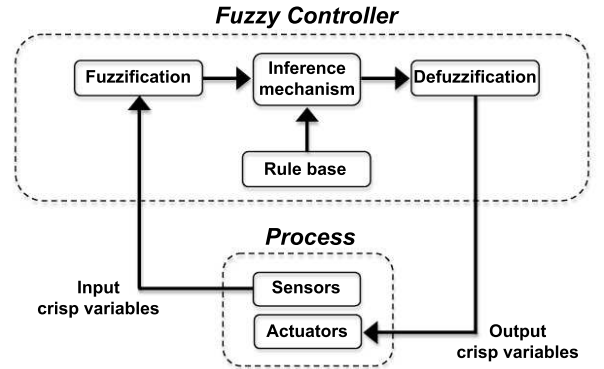 Fuzzy Controller
Fuzzification
Inference
mechanism
Defuzzification
Rule base
Process
Sensors
Actuators
Input
crisp variables
Output
crisp variables